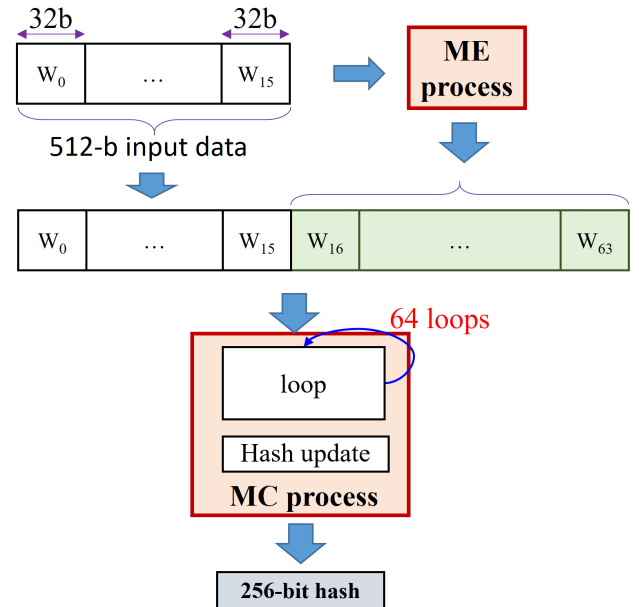 32b 32b
W0 ... W15
ME
process
512-b input data
W0 ... W15 W16 ... W63
64 loops
loop
Hash update
MC process
256-bit hash